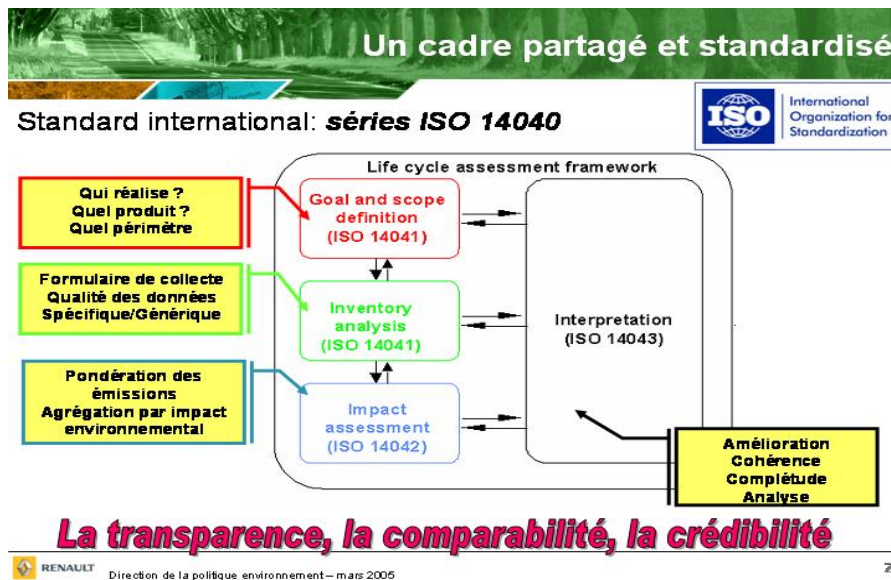 Un cadre partagé et standardisé
Standard international: séries ISO 14040
ISO
International
Organization for
Standardization
Life cycle assessment framework
Qui réalise ?
Quel produit ?
Quel périmètre
Goal and scope
definition
(ISO 14041)
Formulaire de collecte
Qualité des données
Spécifique/Générique
Inventory
analysis
(ISO 14041)
Interpretation
(ISO 14043)
Pondération des
émissions
Agrégation par impact
environnemental
Impact
assessment
(ISO 14042)
Amélioration
Cohérence
Complétude
Analyse
La transparence, la comparabilité, la crédibilité
RENAULT
Direction de la politique environnement – mars 2005